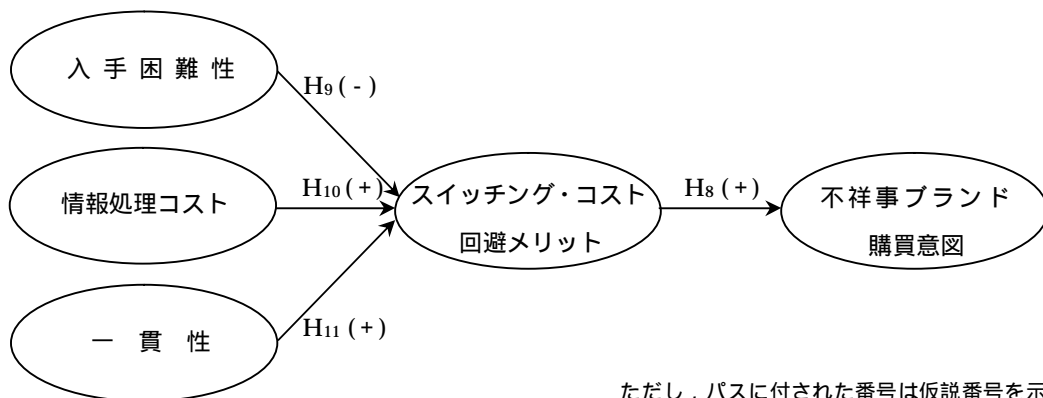 入手困難性
H9 ( - )
情報処理コスト
H10 (+)
スイッチング・コスト
回避メリット
H8 (+)
不祥事ブランド
購買意図
一貫性
H11 (+)
ただし，パスに付された番号は仮説番号を示